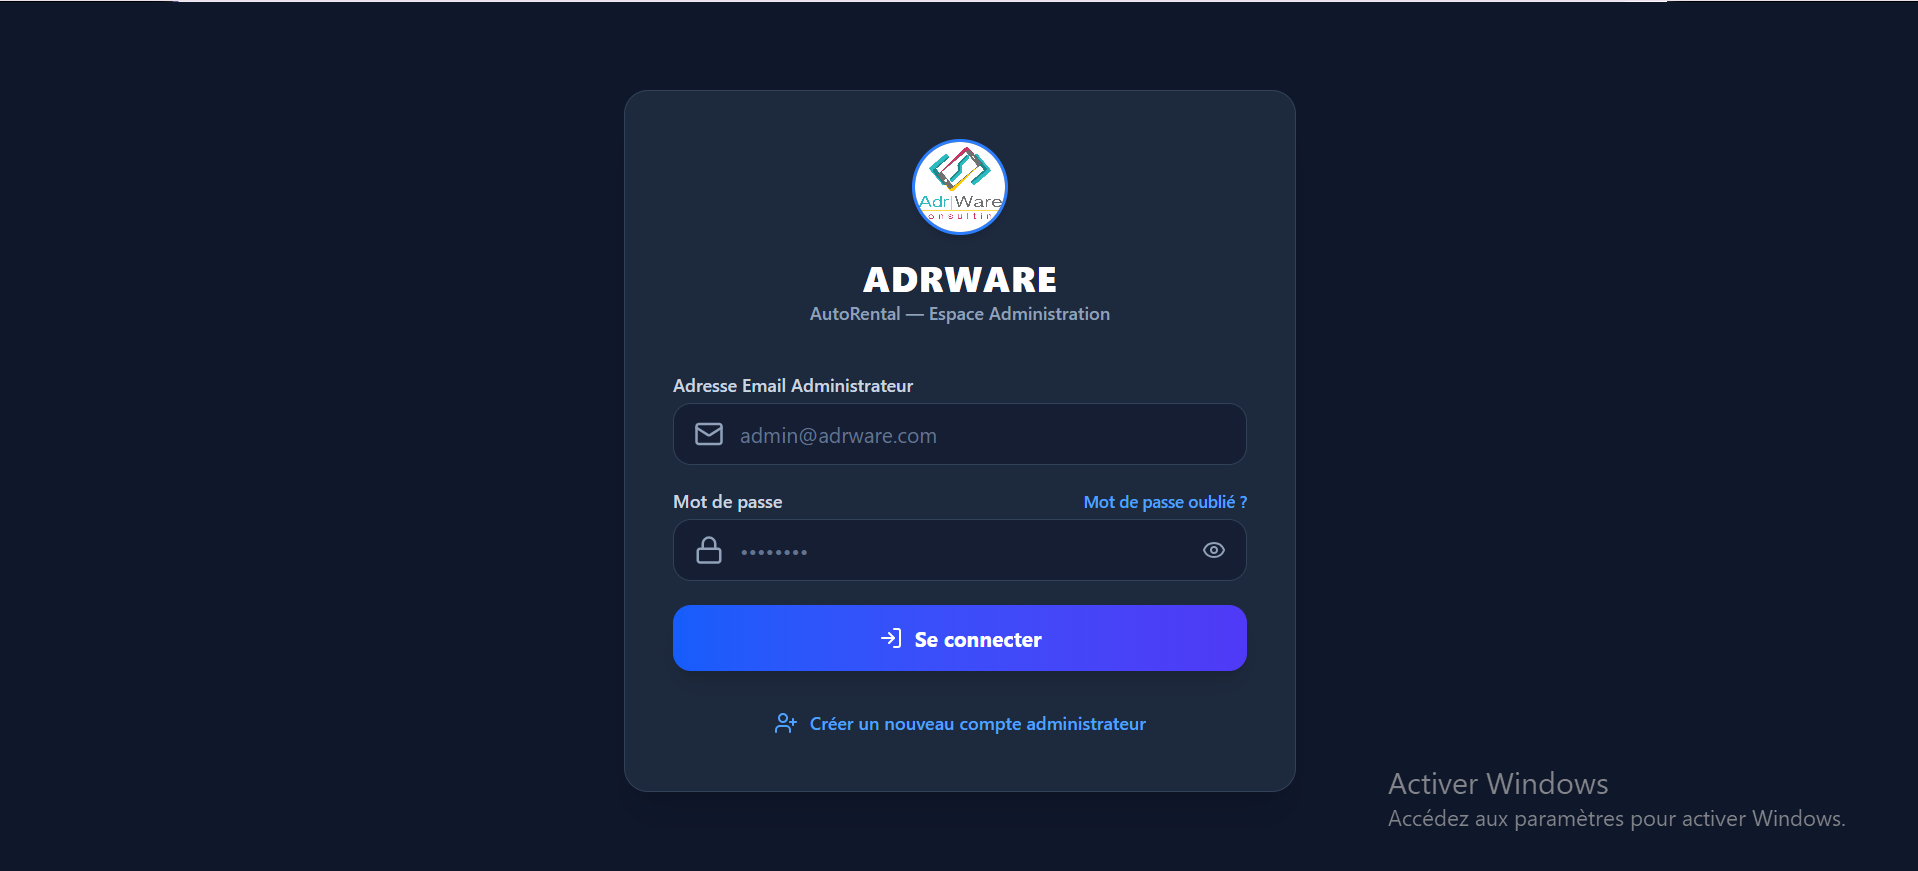 Adr|Ware
onsultin
ADRWARE
AutoRental — Espace Administration
Adresse Email Administrateur
admin@adrware.com
Mot de passe
Mot de passe oublié ?
••••••••
Se connecter
Créer un nouveau compte administrateur
Activer Windows
Accédez aux paramètres pour activer Windows.